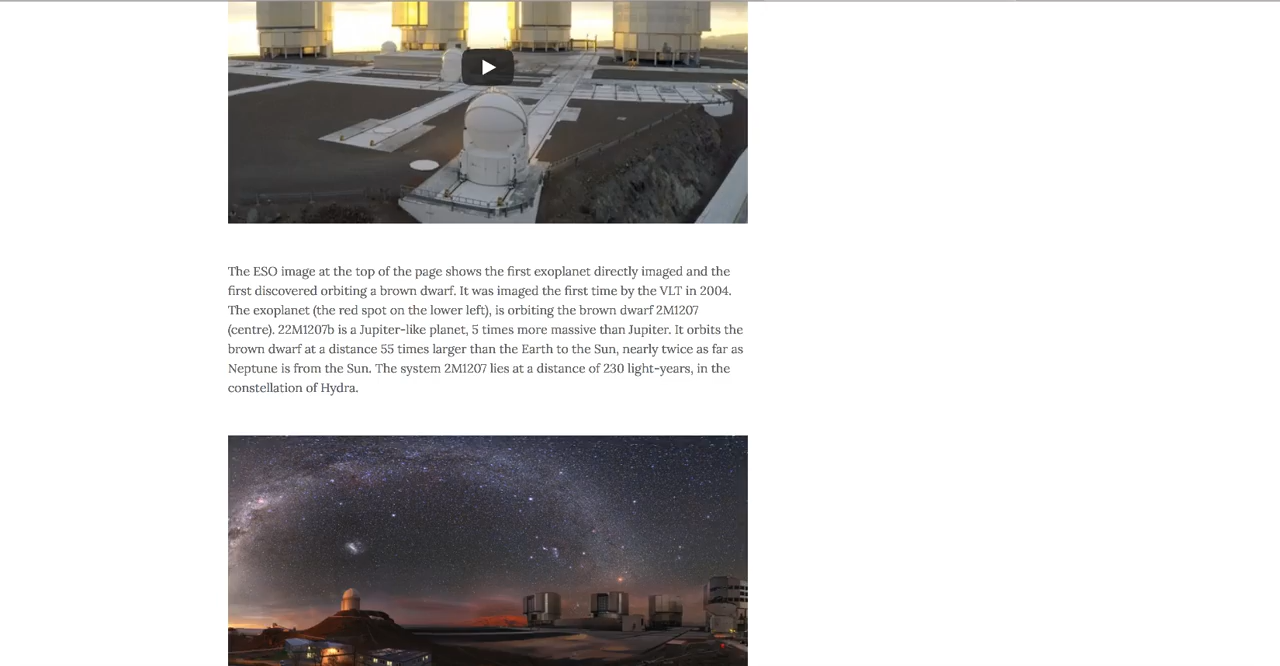 The ESO image at the top of the page shows the first exoplanet directly imaged and the
first discovered orbiting a brown dwarf. It was imaged the first time by the VLT in 2004.
The exoplanet (the red spot on the lower left), is orbiting the brown dwarf 2M1207
(centre). 22M1207b is a Jupiter-like planet, 5 times more massive than Jupiter. It orbits the
brown dwarf at a distance 55 times larger than the Earth to the Sun, nearly twice as far as
Neptune is from the Sun. The system 2M1207 lies at a distance of 230 light-years, in the
constellation of Hydra.